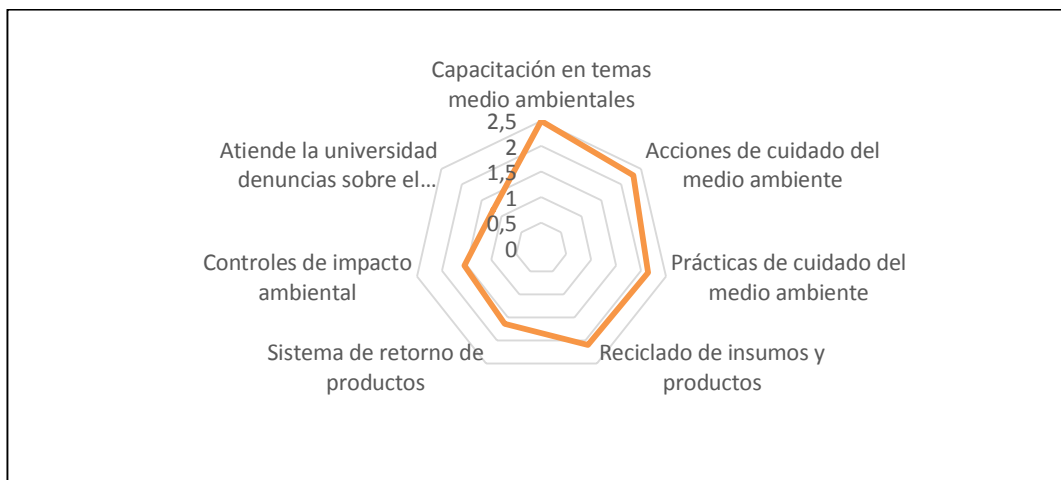 Capacitación en temas
medio ambientales
Acciones de cuidado del
medio ambiente
Prácticas de cuidado del
medio ambiente
Reciclado de insumos y
productos
Sistema de retorno de
productos
Controles de impacto
ambiental
Atiende la universidad
denuncias sobre el...
2,5
2
1,5
1
0,5
0